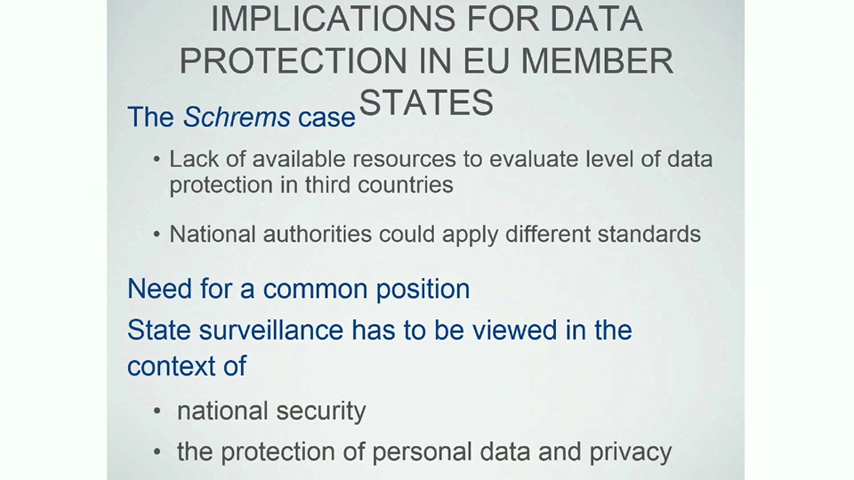 IMPLICATIONS FOR DATA
PROTECTION IN EU MEMBER
STATES
The Schrems case
• Lack of available resources to evaluate level of data
protection in third countries
• National authorities could apply different standards
Need for a common position
State surveillance has to be viewed in the
context of
• national security
• the protection of personal data and privacy